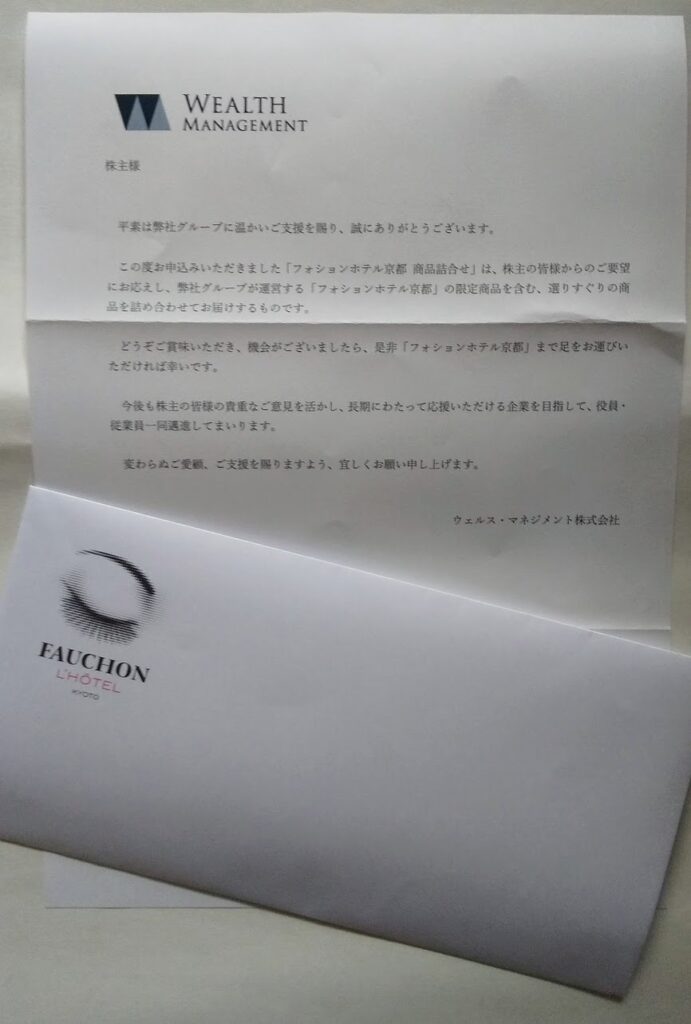 WEALTH
MANAGEMENT
株主様
平素は弊社グループに温かいご支援を賜り、誠にありがとうございます。
この度お申込みいただきました「フォションホテル京都 商品詰合せ」は、株主の皆様からのご要望
にお応えし、弊社グループが運営する「フォションホテル京都」の限定商品を含む、選りすぐりの商
品を詰め合わせてお届けするものです。
どうぞご賞味いただき、機会がございましたら、是非「フォションホテル京都」まで足をお運びい
ただければ幸いです。
今後も株主の皆様の貴重なご意見を活かし、長期にわたって応援いただける企業を目指して、役員・
従業員一同邁進してまいります。
変わらぬご愛顧、ご支援を賜りますよう、宜しくお願い申し上げます。
ウェルス・マネジメント株式会社
FAUCHON
L'HÔTEL
KYOTO